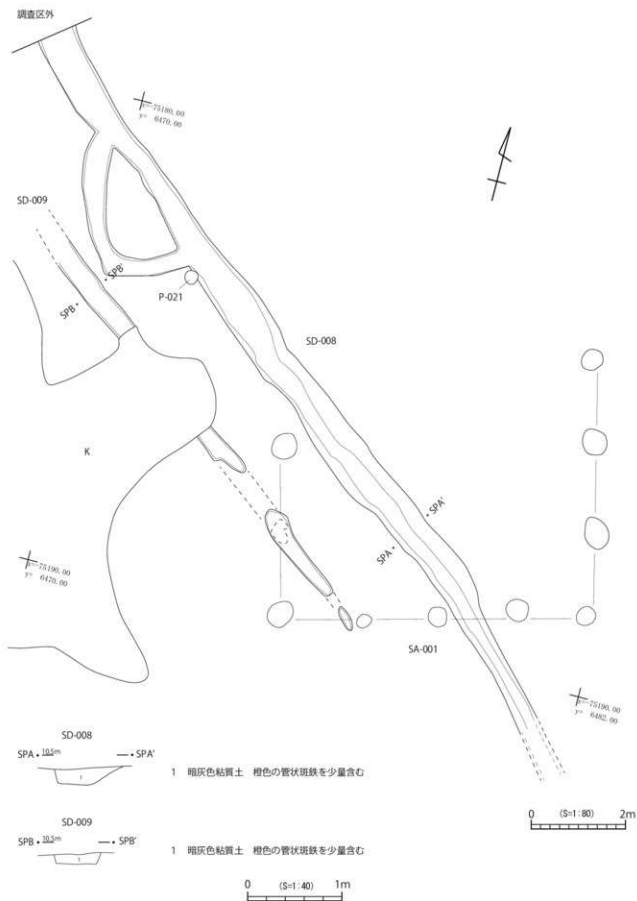 調査区外
x=-75180.00
y= 6470.00
SD-009
SPB'
SPB
P-021
SD-008
K
SPA'
SPA
x=-75190.00
y= 6470.00
SA-001
x=-75190.00
y= 6482.00
SD-008
SPA 10.5m SPA'
1
1 暗灰色粘質土 橙色の管状斑鉄を少量含む
SD-009
SPB 10.5m SPB'
1
1 暗灰色粘質土 橙色の管状斑鉄を少量含む
0 (S=1:80) 2m
0 (S=1:40) 1m